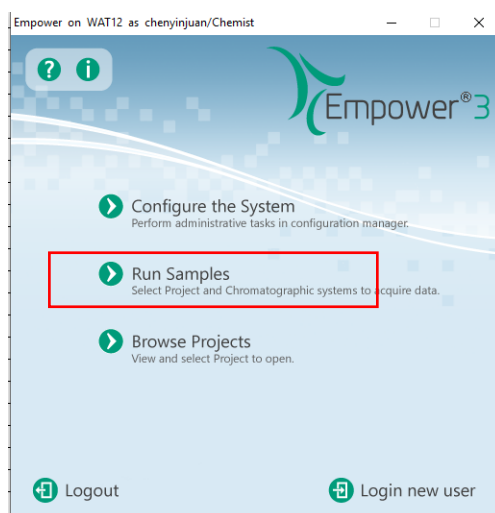 Empower on WAT12 as chenyinjuan/Chemist
Empower®3
Configure the System
Perform administrative tasks in configuration manager.
Run Samples
Select Project and Chromatographic systems to acquire data.
Browse Projects
View and select Project to open.
Logout
Login new user